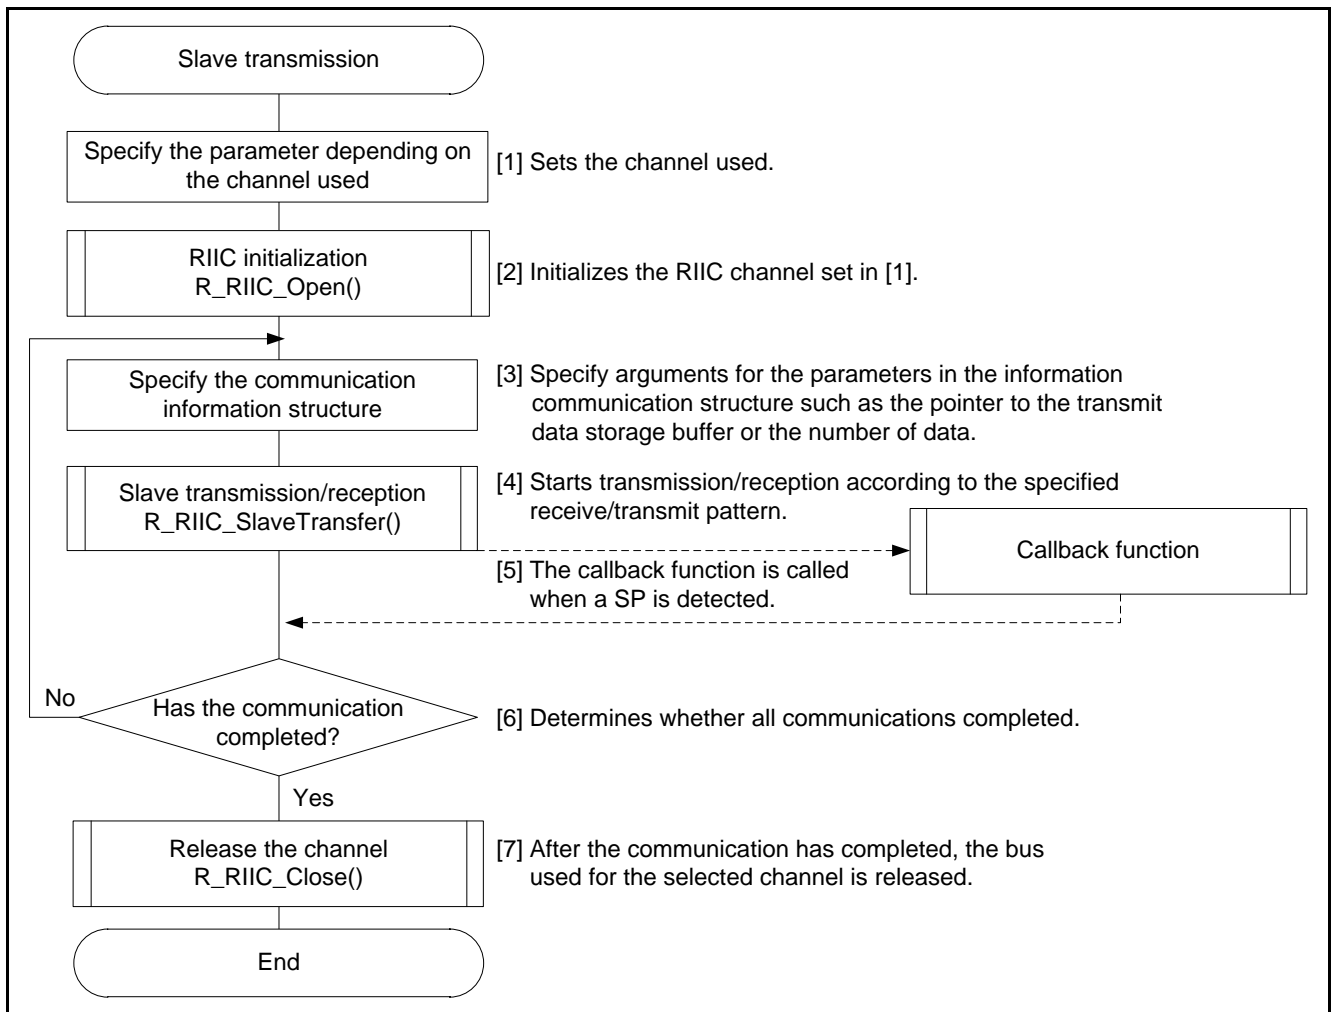 Slave transmission
Specify the parameter depending on
the channel used
[1] Sets the channel used.
RIIC initialization
R_RIIC_Open()
[2] Initializes the RIIC channel set in [1].
Specify the communication
information structure
[3] Specify arguments for the parameters in the information
communication structure such as the pointer to the transmit
data storage buffer or the number of data.
Slave transmission/reception
R_RIIC_SlaveTransfer()
[4] Starts transmission/reception according to the specified
receive/transmit pattern.
Callback function
[5] The callback function is called
when a SP is detected.
No
Has the communication
completed?
[6] Determines whether all communications completed.
Yes
Release the channel
R_RIIC_Close()
[7] After the communication has completed, the bus
used for the selected channel is released.
End